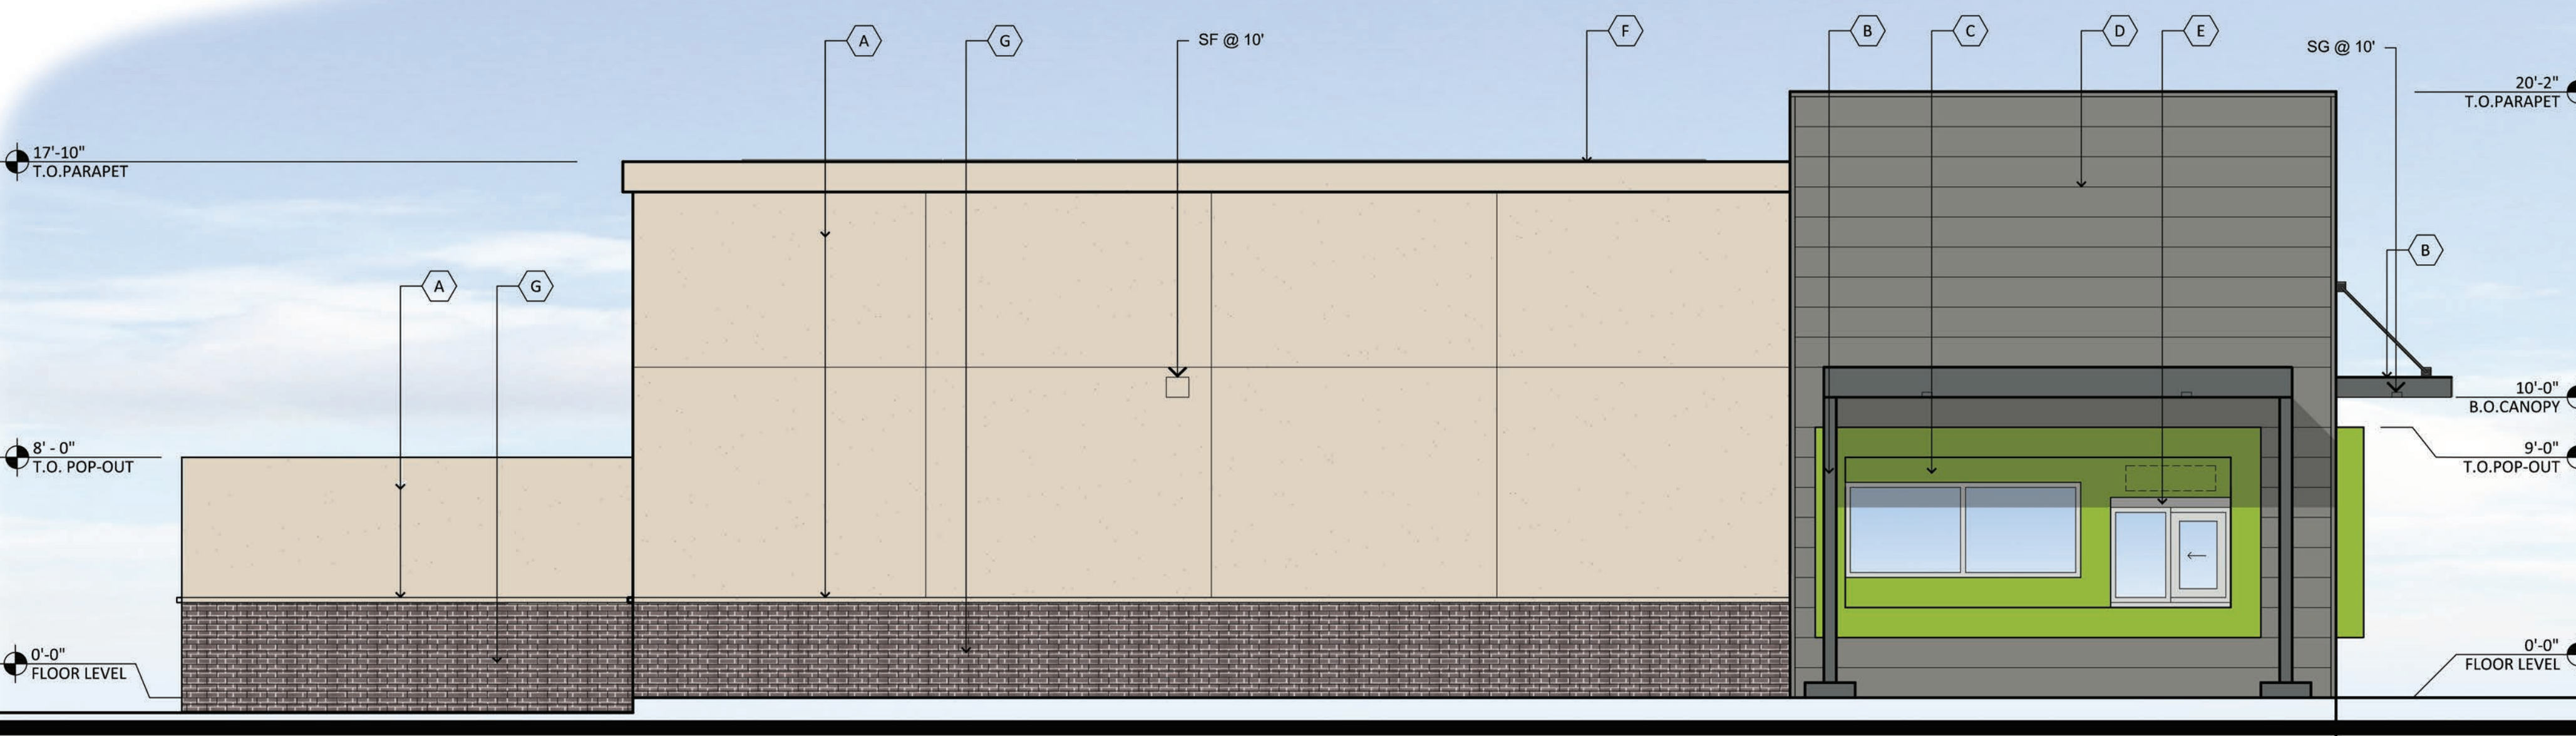 A
G
SF @ 10'
F
B
C
D
E
SG @ 10'
20'-2"
T.O.PARAPET
17'-10"
T.O.PARAPET
A
G
B
10'-0"
B.O.CANOPY
8' - 0"
T.O. POP-OUT
9'-0"
T.O.POP-OUT
0'-0"
FLOOR LEVEL
0'-0"
FLOOR LEVEL